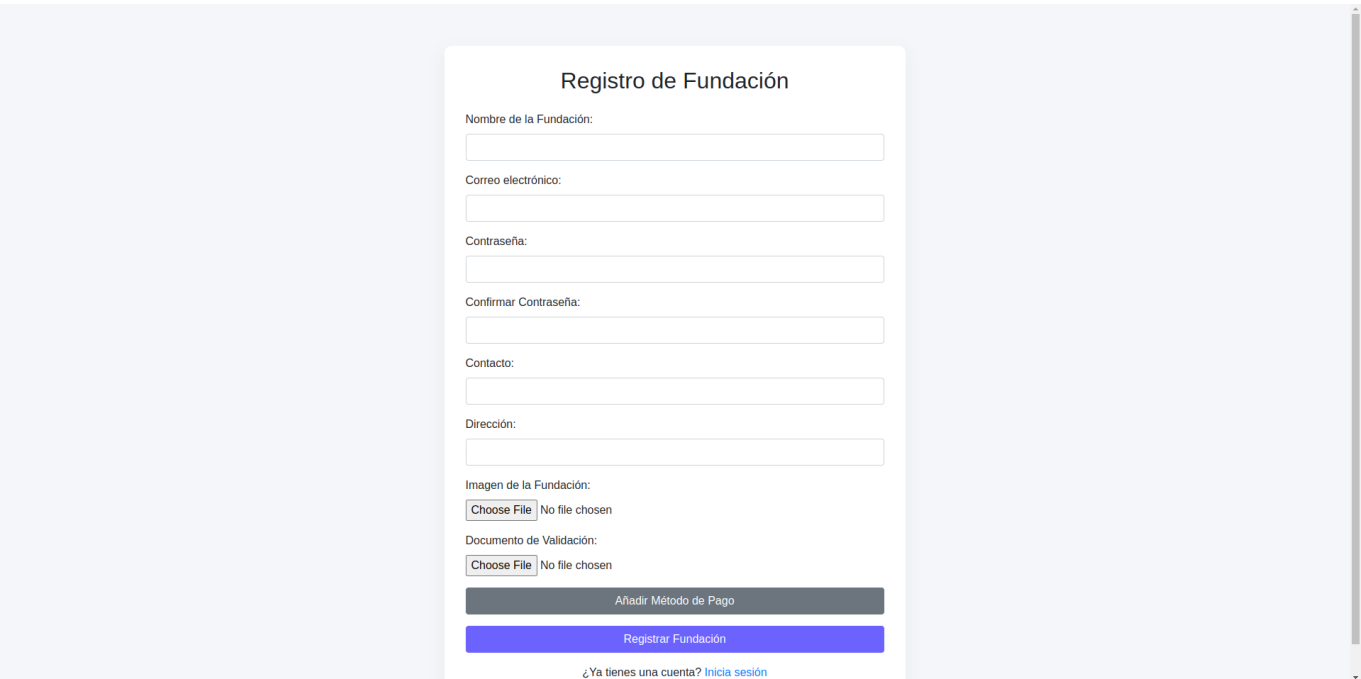 Registro de Fundación
Nombre de la Fundación:
Correo electrónico:
Contraseña:
Confirmar Contraseña:
Contacto:
Dirección:
Imagen de la Fundación:
Choose File No file chosen
Documento de Validación:
Choose File No file chosen
Añadir Método de Pago
Registrar Fundación
¿Ya tienes una cuenta? Inicia sesión